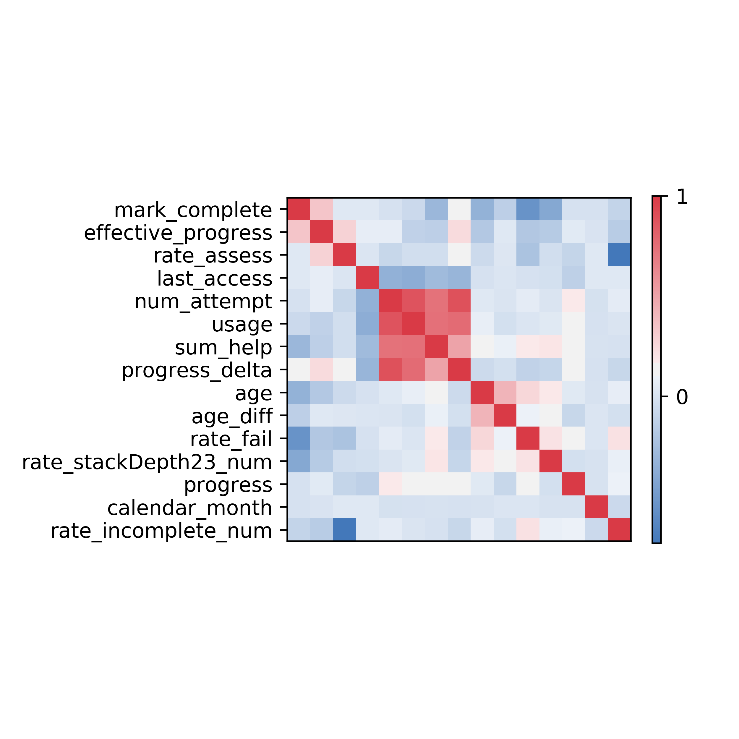 mark_complete
effective_progress
rate_assess
last_access
num_attempt
usage
sum_help
progress_delta
age
age_diff
rate_fail
rate_stackDepth23_num
progress
calendar_month
rate_incomplete_num
1
0